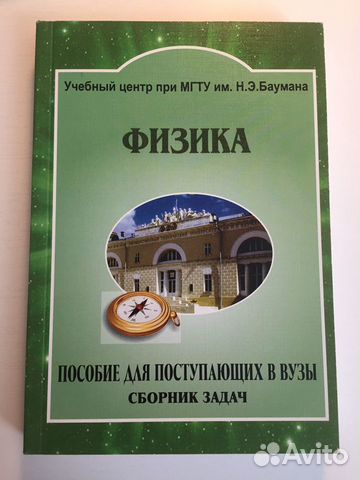 Учебный центр при МГТУ им. Н.Э.Баумана
ФИЗИКА
ПОСОБИЕ ДЛЯ ПОСТУПАЮЩИХ В ВУЗЫ
СБОРНИК ЗАДАЧ
Avito